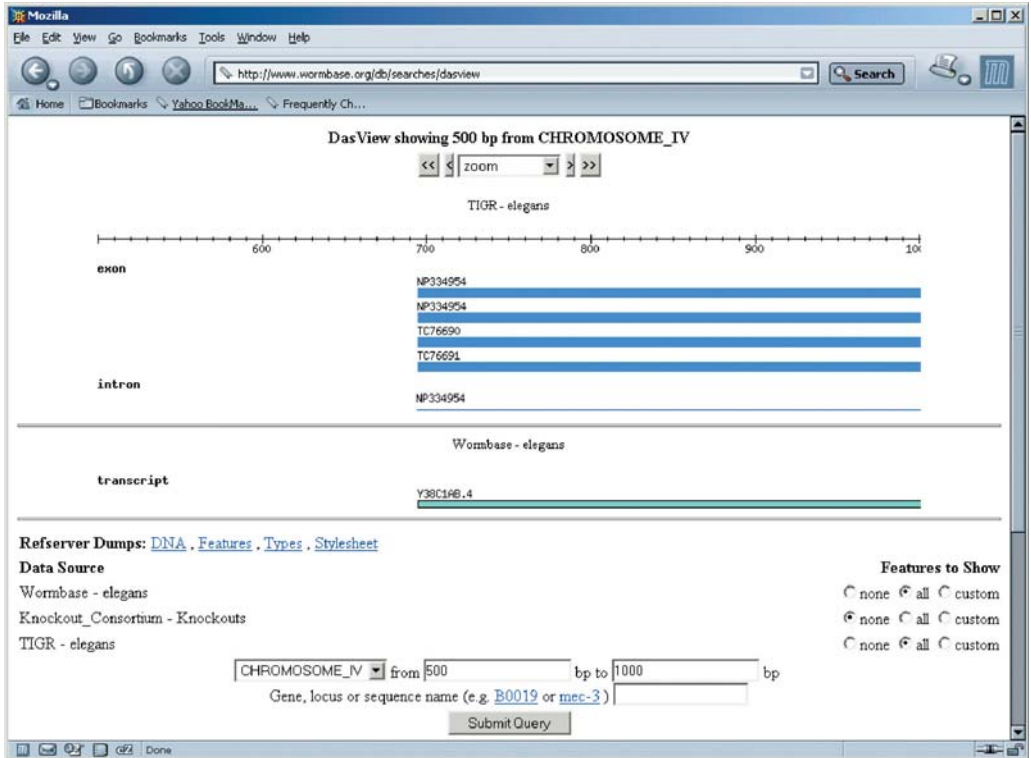 Mozilla
File Edit View Go Bookmarks Tools Window Help
http://www.wormbase.org/db/searches/dasview
Search
Home Bookmarks Yahoo BookMa... Frequently Ch...
DasView showing 500 bp from CHROMOSOME_IV
<< < zoom > >>
TIGR - elegans
600 700 800 900 100
exon
NP334954
NP334954
TC76690
TC76691
intron
NP334954
Wormbase - elegans
transcript
Y38C1AB.4
Refserver Dumps: DNA , Features , Types , Stylesheet
Data Source Features to Show
Wormbase - elegans none all custom
Knockout_Consortium - Knockouts none all custom
TIGR - elegans none all custom
CHROMOSOME_IV from 500 bp to 1000 bp
Gene, locus or sequence name (e.g. B0019 or mec-3 )
Submit Query
Done